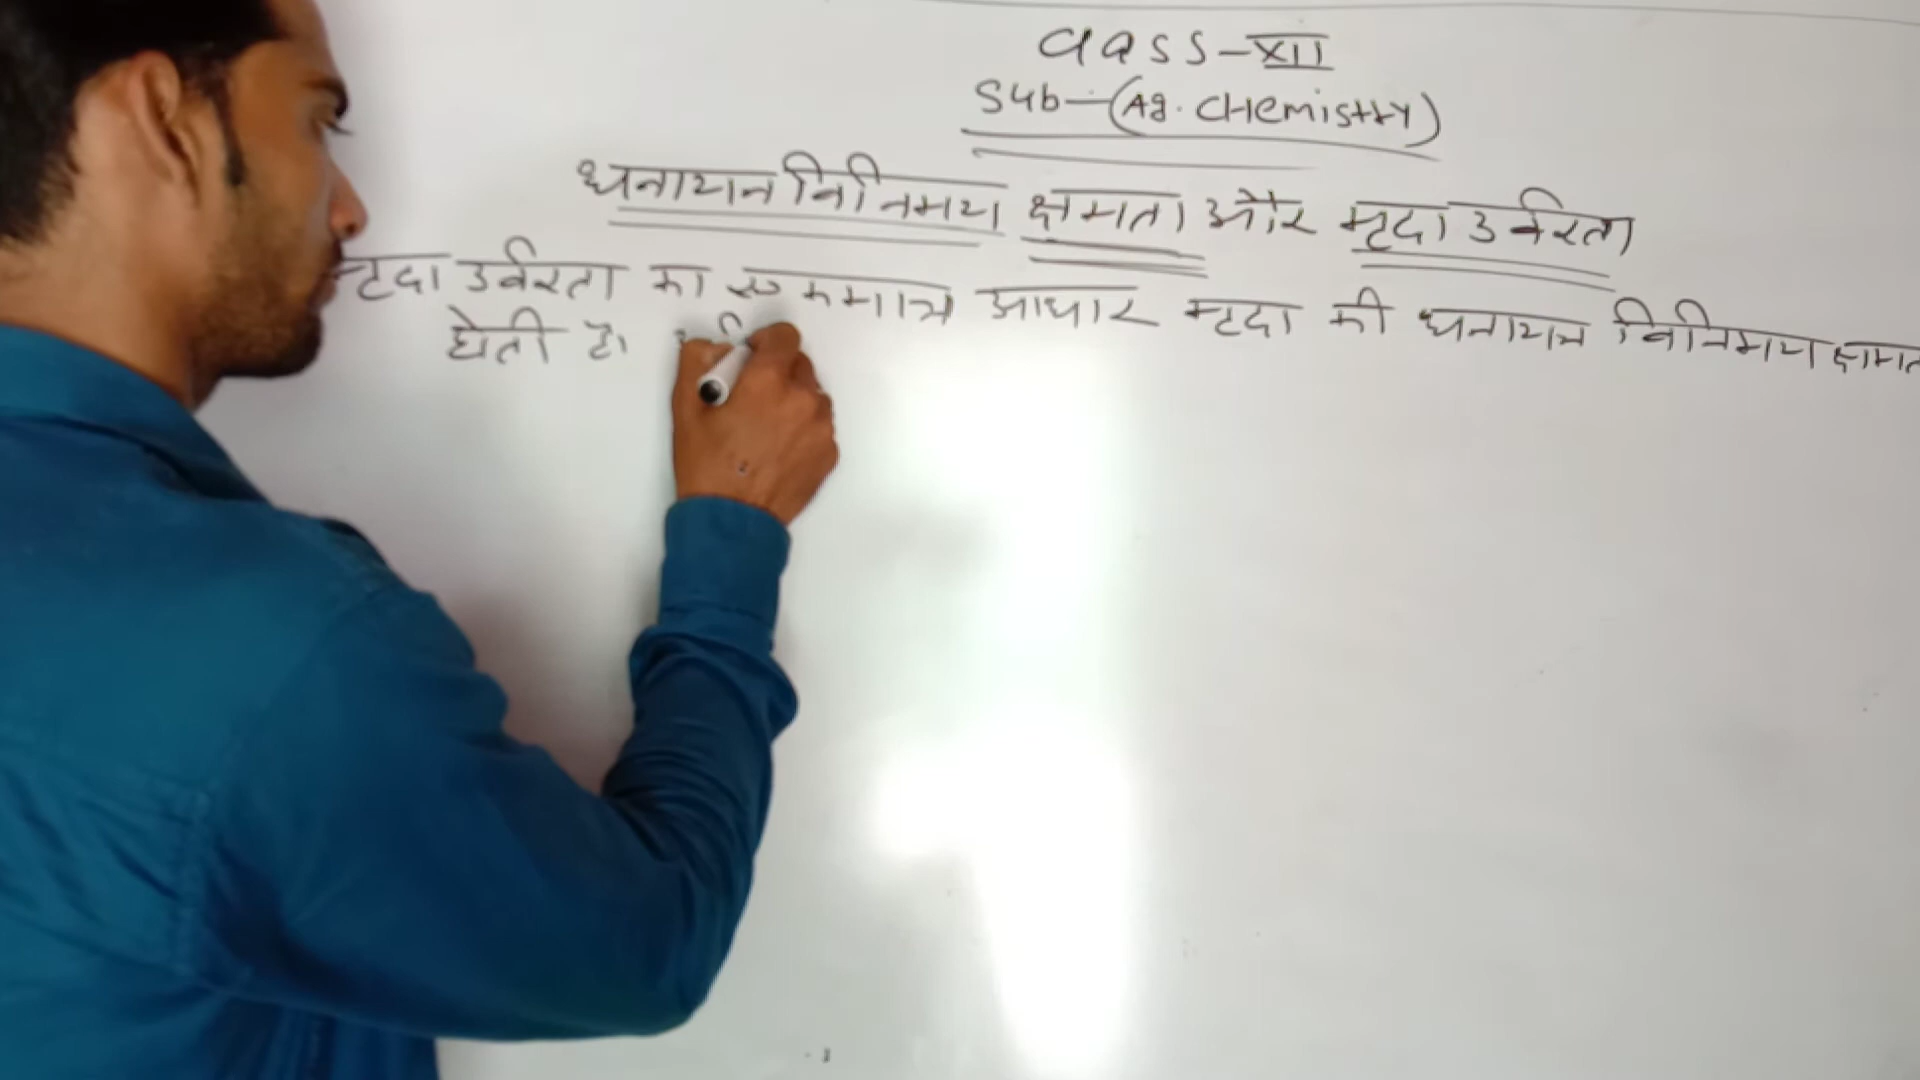 Class-XII
Sub-(Ag. Chemistry)
धनायन विनिमय क्षमता और मृदा उर्वरता
मृदा उर्वरता का एकमात्र आधार मृदा की धनायन विनिमय क्षमता
होती है।